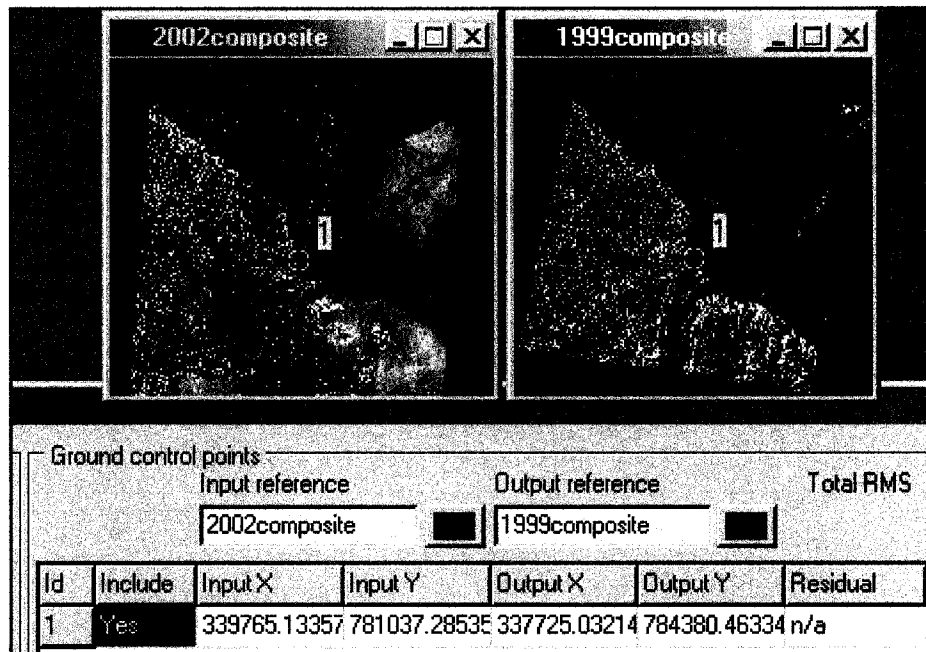 2002composite 1999composite
1 1
Ground control points
Input reference Output reference Total RMS
2002composite 1999composite
Id Include Input X Input Y Output X Output Y Residual
1 Yes 339765.13357 781037.28535 337725.03214 784380.46334 n/a